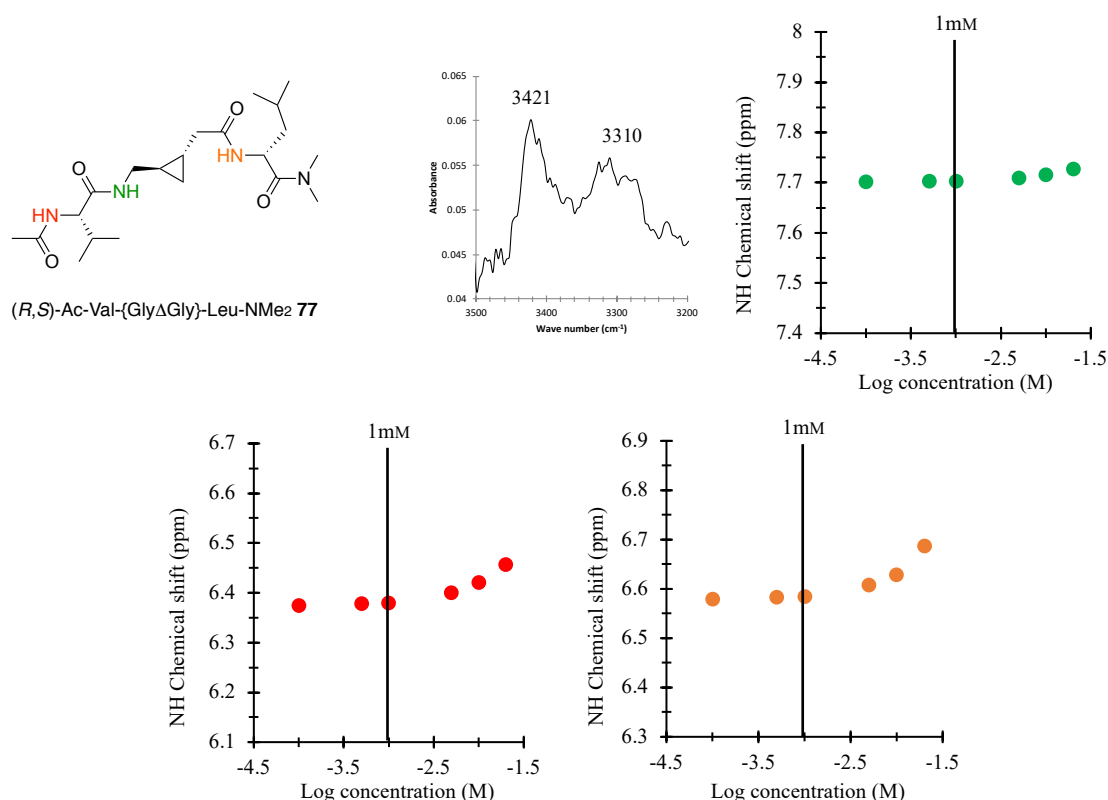 O
HN
O
N
O
NH
O
HN
O
(R,S)-Ac-Val-{GlyΔGly}-Leu-NMe2 77
0.065
0.06
0.055
0.05
0.045
0.04
Absorbance
3421
3310
3500
3400
3300
3200
Wave number (cm-1)
1mM
8
7.9
7.8
7.7
7.6
7.5
7.4
NH Chemical shift (ppm)
-4.5
-3.5
-2.5
-1.5
Log concentration (M)
1mM
6.7
6.6
6.5
6.4
6.3
6.2
6.1
NH Chemical shift (ppm)
-4.5
-3.5
-2.5
-1.5
Log concentration (M)
1mM
6.9
6.8
6.7
6.6
6.5
6.4
6.3
NH Chemical shift (ppm)
-4.5
-3.5
-2.5
-1.5
Log concentration (M)